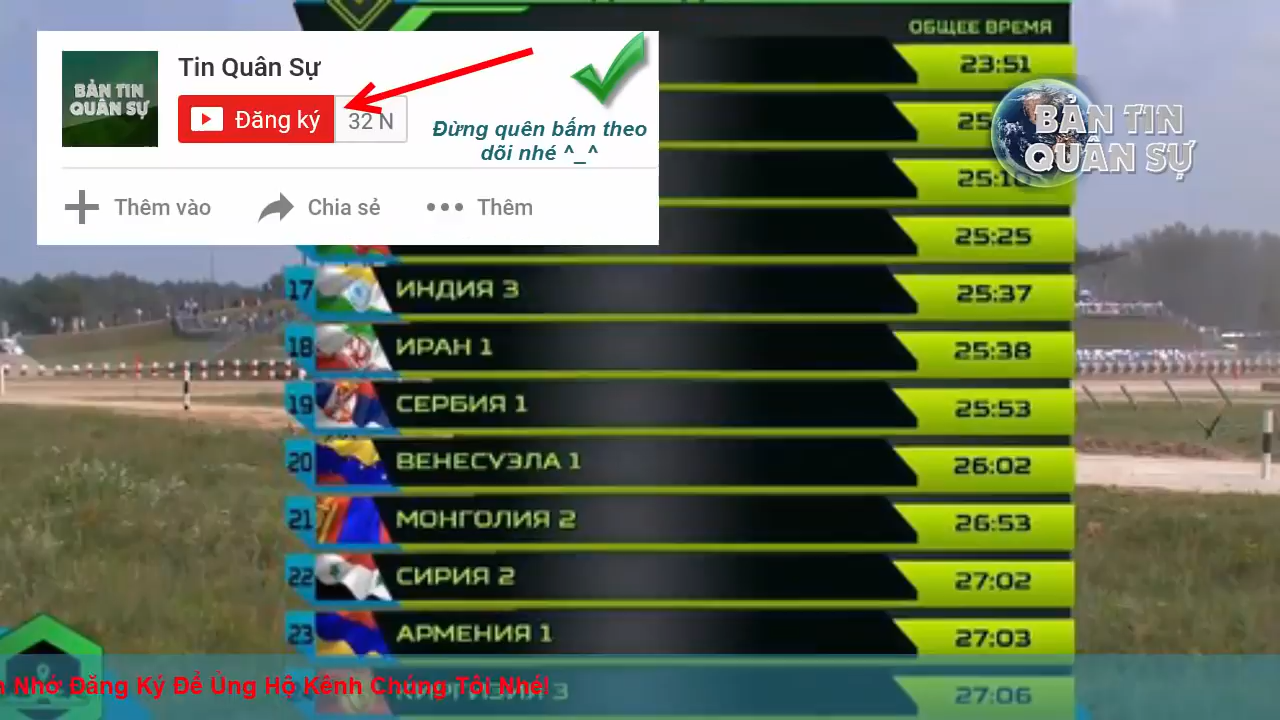 ОБЩЕЕ ВРЕМЯ
23:51
Tin Quân Sự
BẢN TIN
QUÂN SỰ
Đăng ký
32 N
Đừng quên bấm theo
dõi nhé ^_^
BẢN TIN
QUÂN SỰ
Thêm vào
Chia sẻ
Thêm
25:25
17 ИНДИЯ 3 25:37
18 ИРАН 1 25:38
19 СЕРБИЯ 1 25:53
20 ВЕНЕСУЭЛА 1 26:02
21 МОНГОЛИЯ 2 26:53
22 СИРИЯ 2 27:02
23 АРМЕНИЯ 1 27:03
Nhớ Đăng Ký Để Ủng Hộ Kênh Chúng Tôi Nhé!
3 27:06